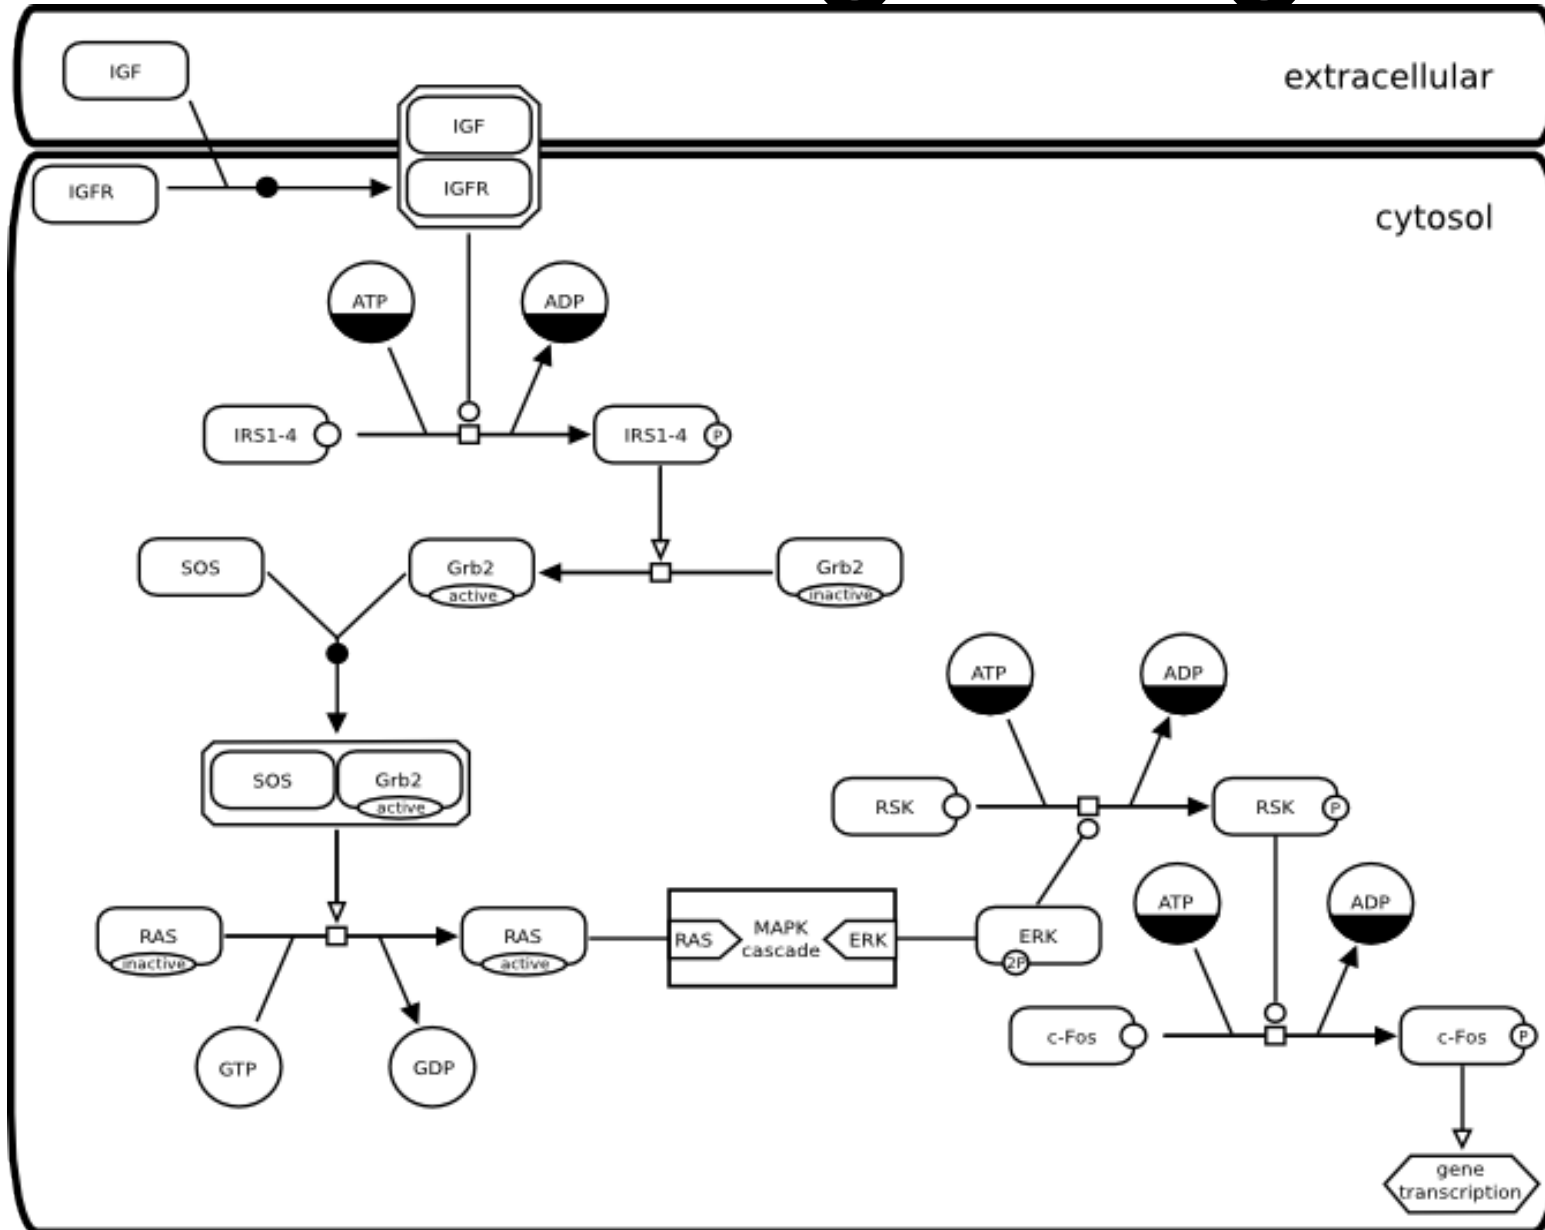 IGF
extracellular
IGF
IGFR
IGFR
cytosol
ATP
ADP
IRS1-4
IRS1-4
P
SOS
Grb2
active
Grb2
inactive
ATP
ADP
SOS
Grb2
active
RSK
RSK
P
ATP
ADP
RAS
inactive
RAS
active
RAS
MAPK
cascade
ERK
ERK
2P
GTP
GDP
c-Fos
c-Fos
P
gene
transcription